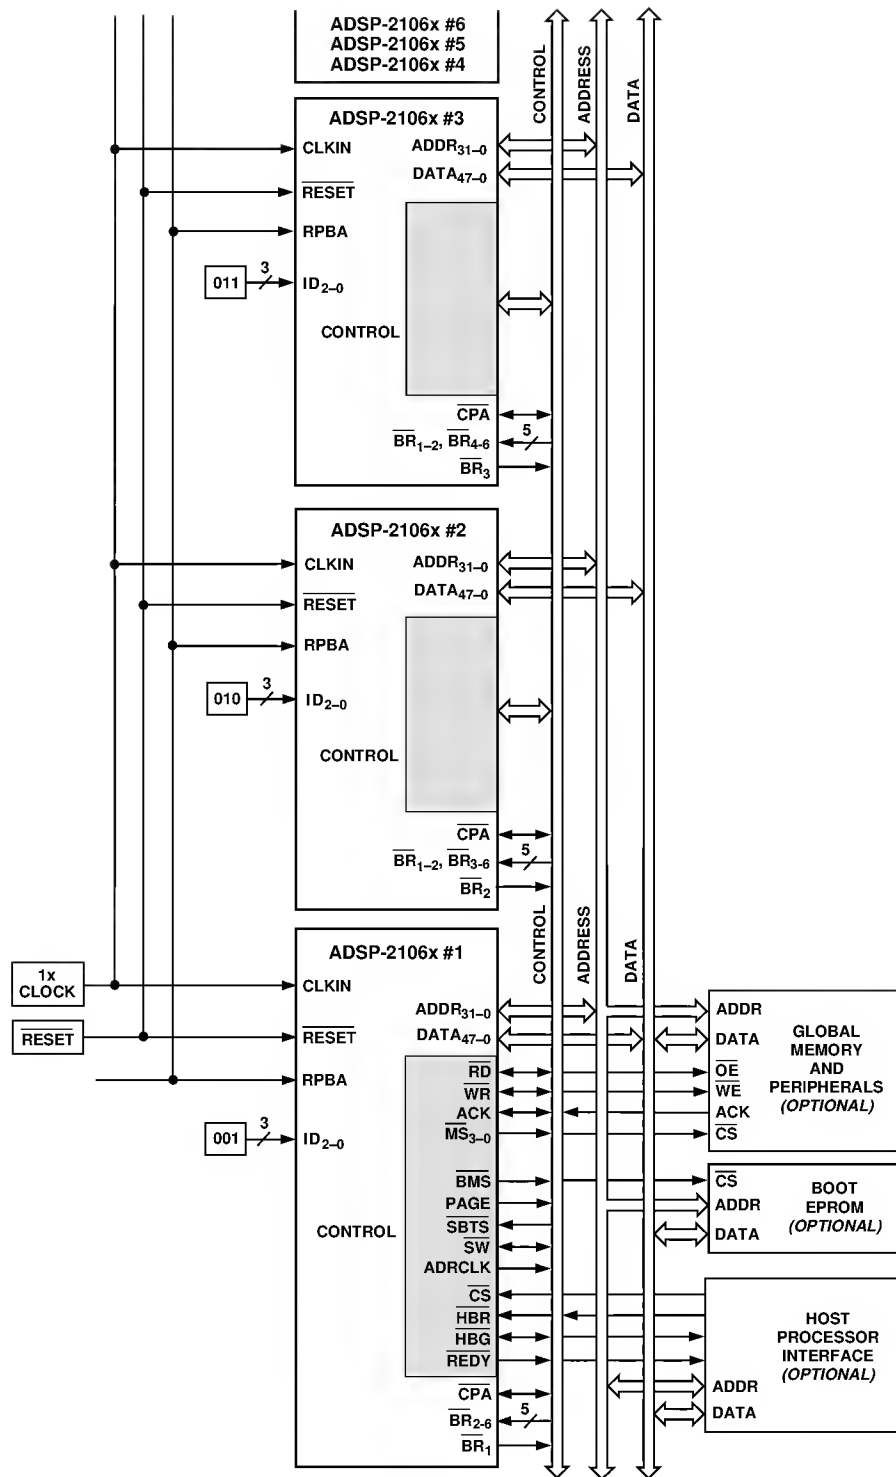 ADSP-2106x #6
ADSP-2106x #5
ADSP-2106x #4
CONTROL
ADDRESS
DATA
ADSP-2106x #3
CLKIN
ADDR31–0
DATA47–0
RESET
RPBA
011
3
ID2–0
CONTROL
CPA
BR1–2, BR4-6
5
BR3
ADSP-2106x #2
CLKIN
ADDR31–0
DATA47–0
RESET
RPBA
010
3
ID2–0
CONTROL
CPA
BR1–2, BR3-6
5
BR2
CONTROL
ADDRESS
DATA
ADSP-2106x #1
1x
CLOCK
CLKIN
RESET
RESET
RPBA
001
3
ID2–0
CONTROL
ADDR31–0
DATA47–0
RD
WR
ACK
MS3–0
BMS
PAGE
SBTS
SW
ADRCLK
CS
HBR
HBG
REDY
CPA
BR2-6
5
BR1
ADDR
DATA
OE
WE
ACK
CS
GLOBAL
MEMORY
AND
PERIPHERALS
(OPTIONAL)
CS
ADDR
DATA
BOOT
EPROM
(OPTIONAL)
HOST
PROCESSOR
INTERFACE
(OPTIONAL)
ADDR
DATA